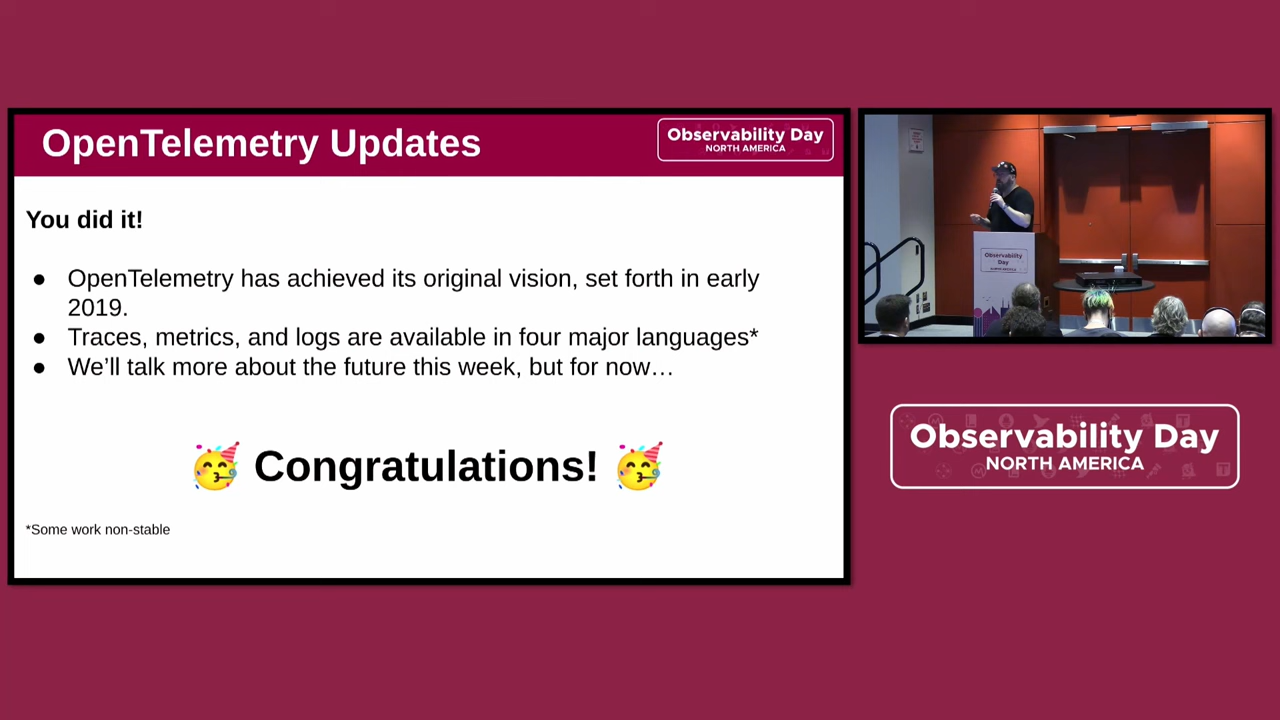 OpenTelemetry Updates
Observability Day
NORTH AMERICA
You did it!
● OpenTelemetry has achieved its original vision, set forth in early
2019.
● Traces, metrics, and logs are available in four major languages*
● We’ll talk more about the future this week, but for now…
🥳 Congratulations! 🥳
*Some work non-stable
Observability
Day
Observability Day
NORTH AMERICA